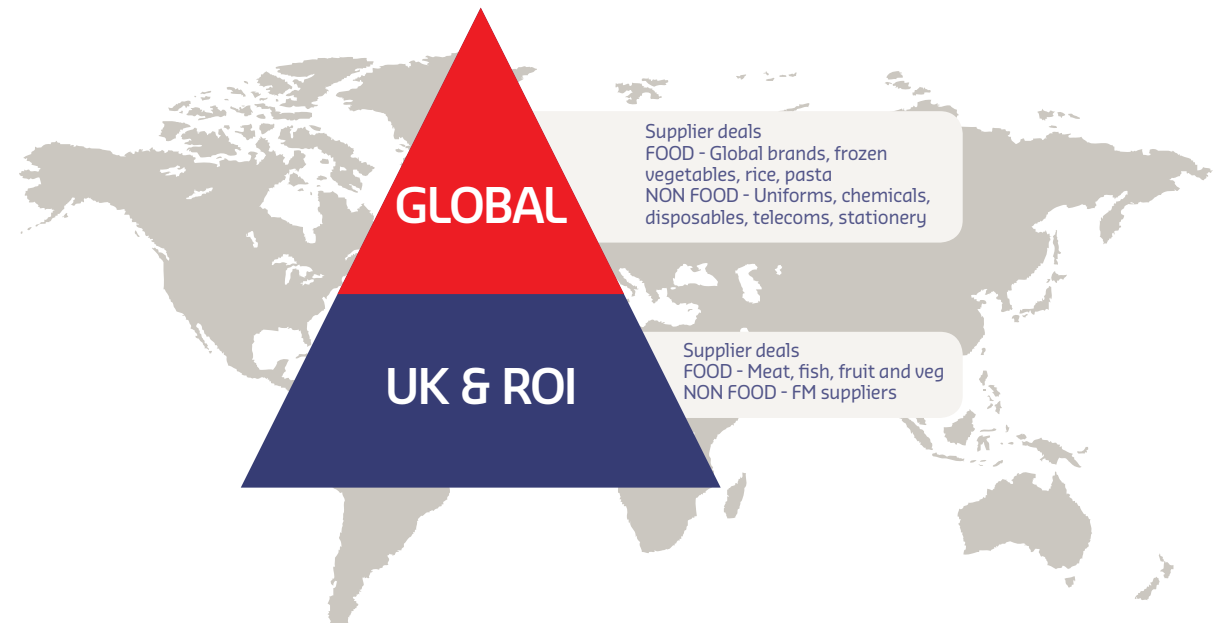 GLOBAL
Supplier deals
FOOD - Global brands, frozen
vegetables, rice, pasta
NON FOOD - Uniforms, chemicals,
disposables, telecoms, stationery
UK & ROI
Supplier deals
FOOD - Meat, fish, fruit and veg
NON FOOD - FM suppliers